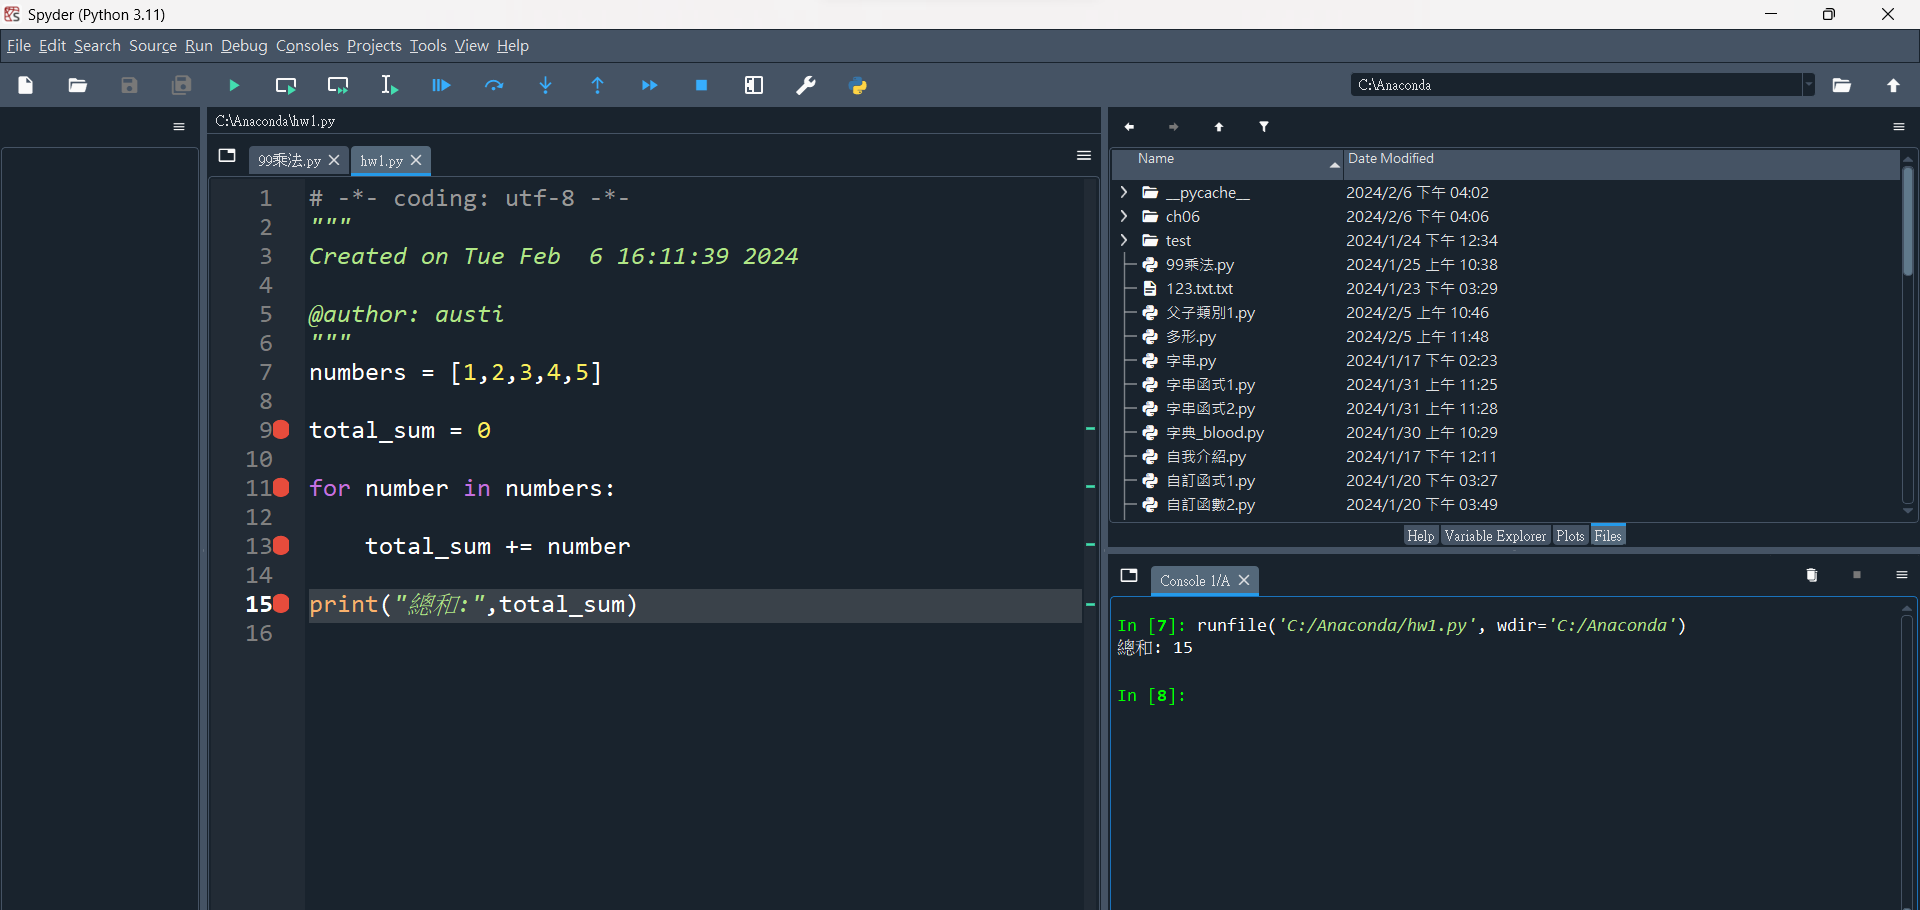 Spyder (Python 3.11)
File Edit Search Source Run Debug Consoles Projects Tools View Help
C:\Anaconda
C:\Anaconda\hw1.py
99乘法.py
hw1.py
1 # -*- coding: utf-8 -*-
2 """
3 Created on Tue Feb  6 16:11:39 2024
4
5 @author: austi
6 """
7 numbers = [1,2,3,4,5]
8
9 total_sum = 0
10
11 for number in numbers:
12
13     total_sum += number
14
15 print("總和:",total_sum)
16
Name Date Modified
__pycache__ 2024/2/6 下午 04:02
ch06 2024/2/6 下午 04:06
test 2024/1/24 下午 12:34
99乘法.py 2024/1/25 上午 10:38
123.txt.txt 2024/1/23 下午 03:29
父子類別1.py 2024/2/5 上午 10:46
多形.py 2024/2/5 上午 11:48
字串.py 2024/1/17 下午 02:23
字串函式1.py 2024/1/31 上午 11:25
字串函式2.py 2024/1/31 上午 11:28
字典_blood.py 2024/1/30 上午 10:29
自我介紹.py 2024/1/17 下午 12:11
自訂函式1.py 2024/1/20 下午 03:27
自訂函數2.py 2024/1/20 下午 03:49
Help Variable Explorer Plots Files
Console 1/A
In [7]: runfile('C:/Anaconda/hw1.py', wdir='C:/Anaconda')
總和: 15
In [8]: